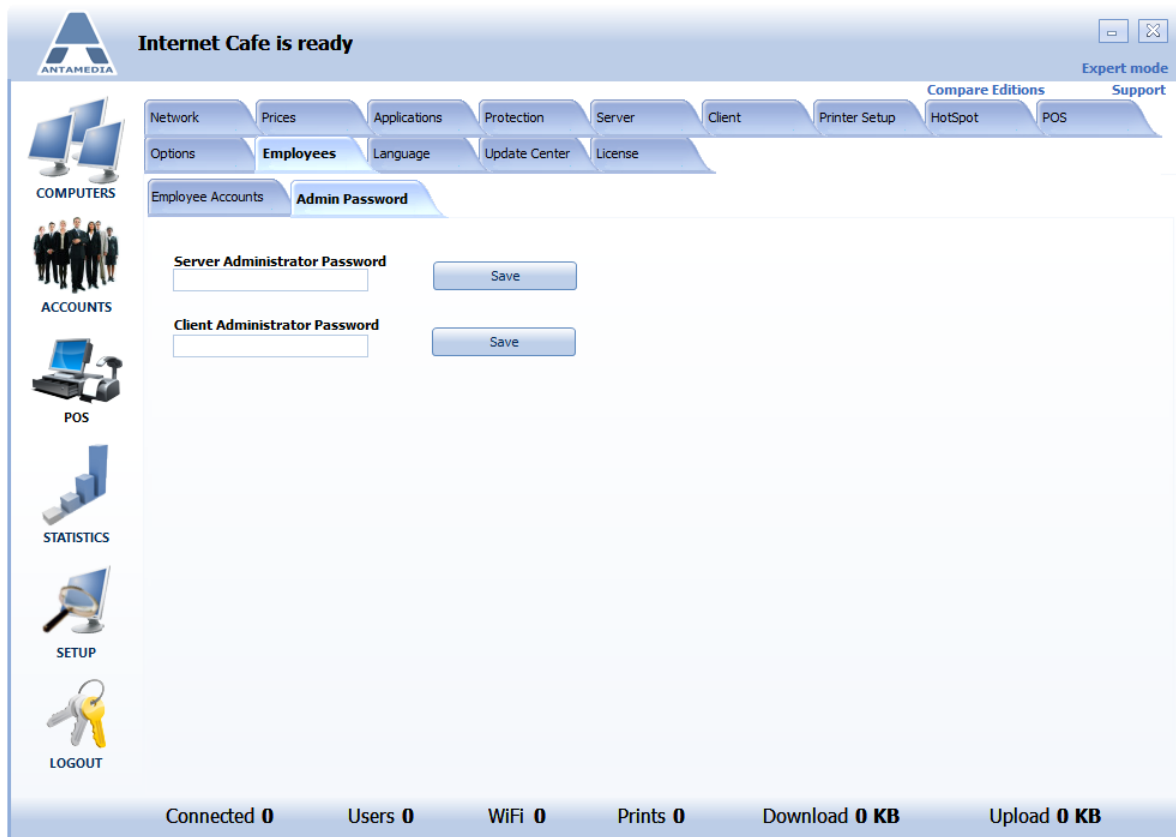 Internet Cafe is ready
ANTAMEDIA
Expert mode
Compare Editions Support
Network Prices Applications Protection Server Client Printer Setup HotSpot POS
Options Employees Language Update Center License
Employee Accounts Admin Password
COMPUTERS
Server Administrator Password
Save
ACCOUNTS
Client Administrator Password
Save
POS
STATISTICS
SETUP
LOGOUT
Connected 0 Users 0 WiFi 0 Prints 0 Download 0 KB Upload 0 KB